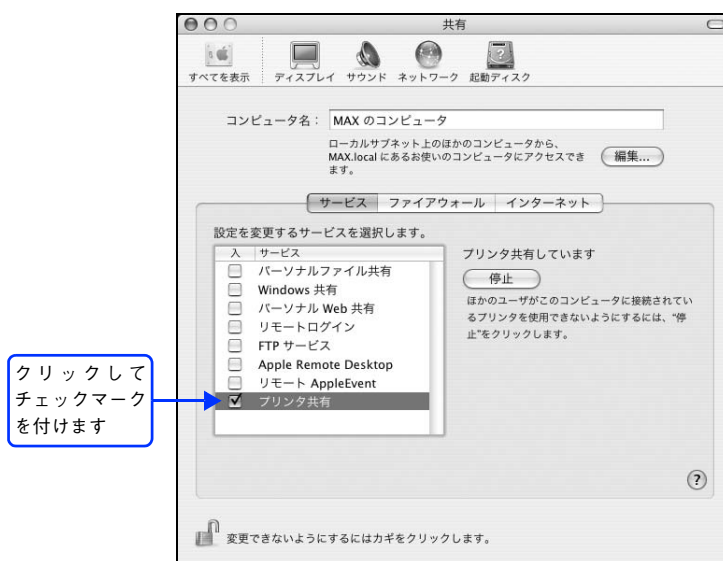 共有
すべてを表示 ディスプレイ サウンド ネットワーク 起動ディスク
コンピュータ名： MAX のコンピュータ
ローカルサブネット上のほかのコンピュータから、
MAX.local にあるお使いのコンピュータにアクセスでき
ます。
編集...
サービス ファイアウォール インターネット
設定を変更するサービスを選択します。
入 サービス
パーソナルファイル共有
Windows 共有
パーソナル Web 共有
リモートログイン
FTP サービス
Apple Remote Desktop
リモート AppleEvent
プリンタ共有
プリンタ共有しています
停止
ほかのユーザがこのコンピュータに接続されてい
るプリンタを使用できないようにするには、“停
止”をクリックします。
クリックして
チェックマーク
を付けます
?
変更できないようにするにはカギをクリックします。